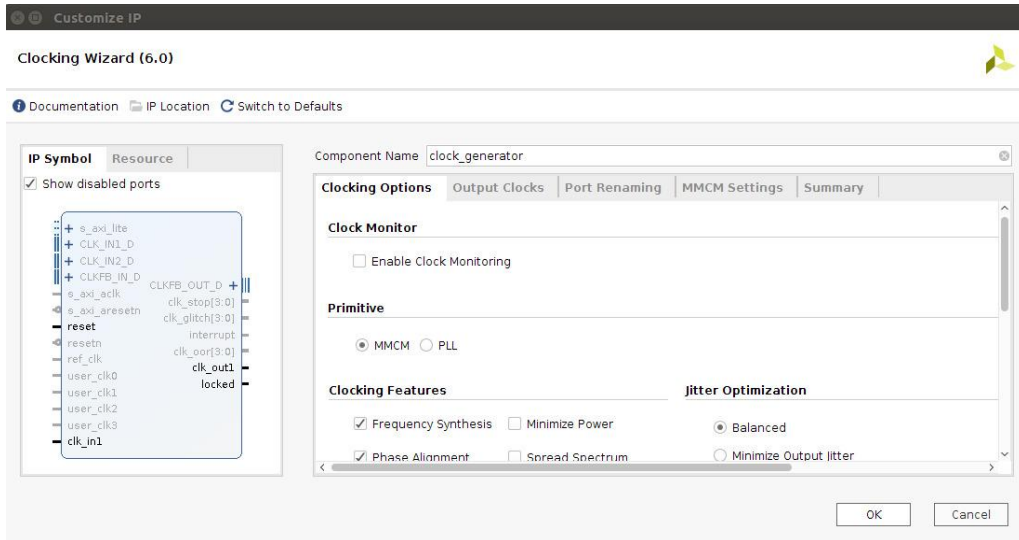 Customize IP
Clocking Wizard (6.0)
Documentation IP Location Switch to Defaults
IP Symbol Resource
Show disabled ports
s_axi_lite
CLK_IN1_D
CLK_IN2_D
CLKFB_IN_D
s_axi_aclk
s_axi_aresetn
reset
resetn
ref_clk
user_clk0
user_clk1
user_clk2
user_clk3
clk_in1
CLKFB_OUT_D
clk_stop[3:0]
clk_glitch[3:0]
interrupt
clk_oor[3:0]
clk_out1
locked
Component Name clock_generator
Clocking Options Output Clocks Port Renaming MMCM Settings Summary
Clock Monitor
Enable Clock Monitoring
Primitive
MMCM PLL
Clocking Features
Frequency Synthesis Minimize Power
Phase Alignment Spread Spectrum
Jitter Optimization
Balanced
Minimize Output Jitter
OK Cancel